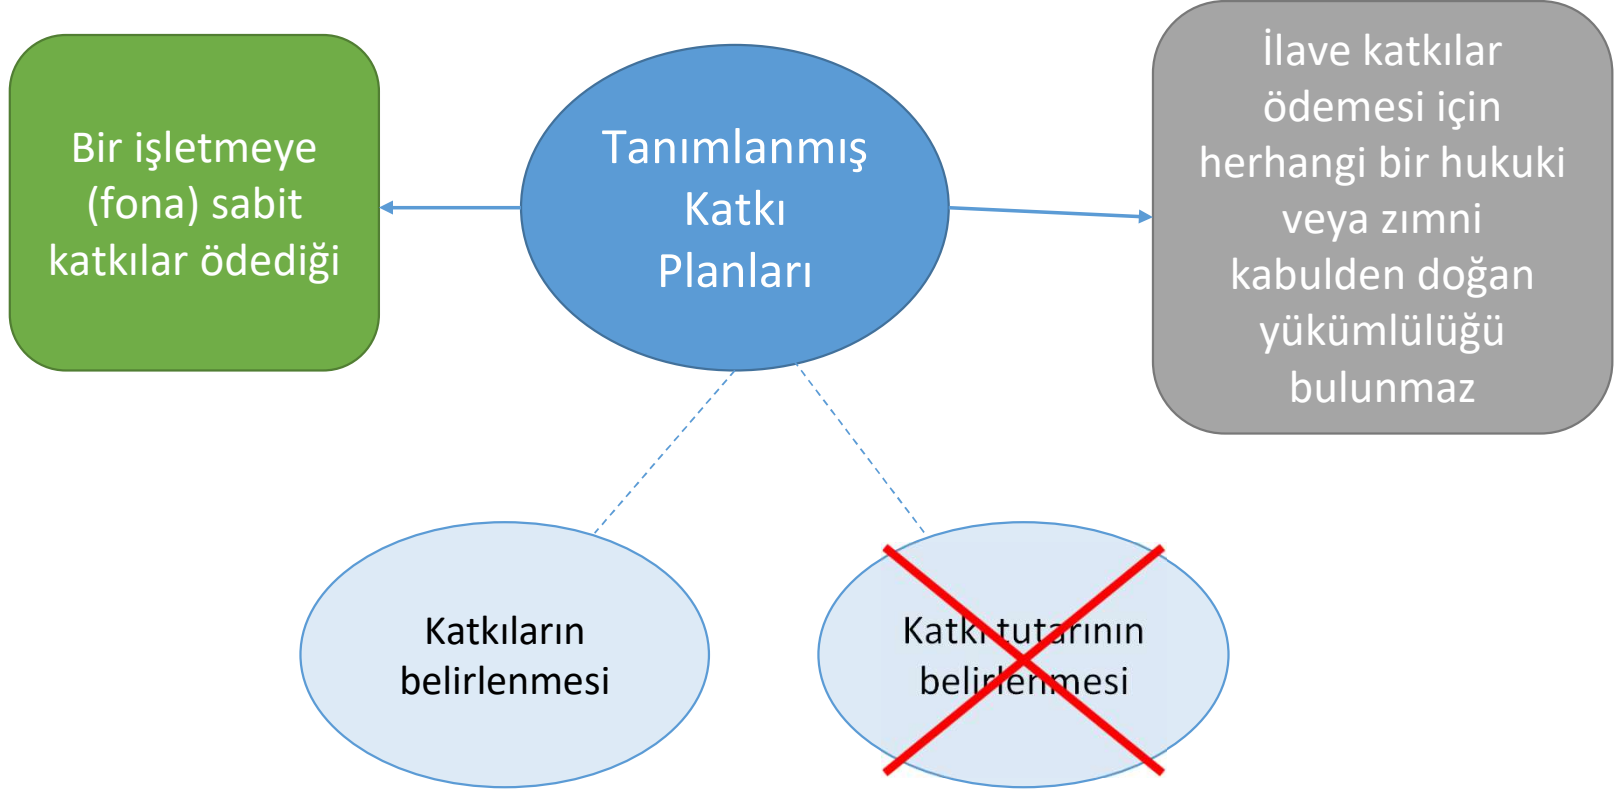 Bir işletmeye
(fona) sabit
katkılar ödediği
Tanımlanmış
Katkı
Planları
İlave katkılar
ödemesi için
herhangi bir hukuki
veya zımni
kabulden doğan
yükümlülüğü
bulunmaz
Katkıların
belirlenmesi
Katkı tutarının
belirlenmesi